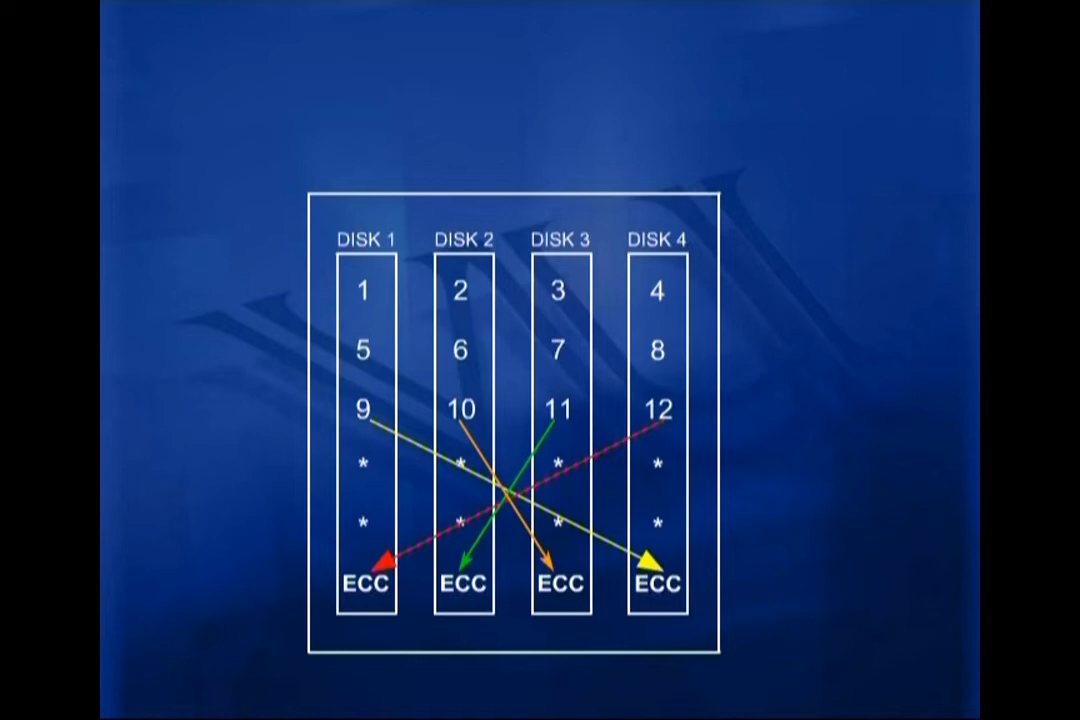 DISK 1 DISK 2 DISK 3 DISK 4
1 2 3 4
5 6 7 8
9 10 11 12
* * * *
* * * *
ECC ECC ECC ECC